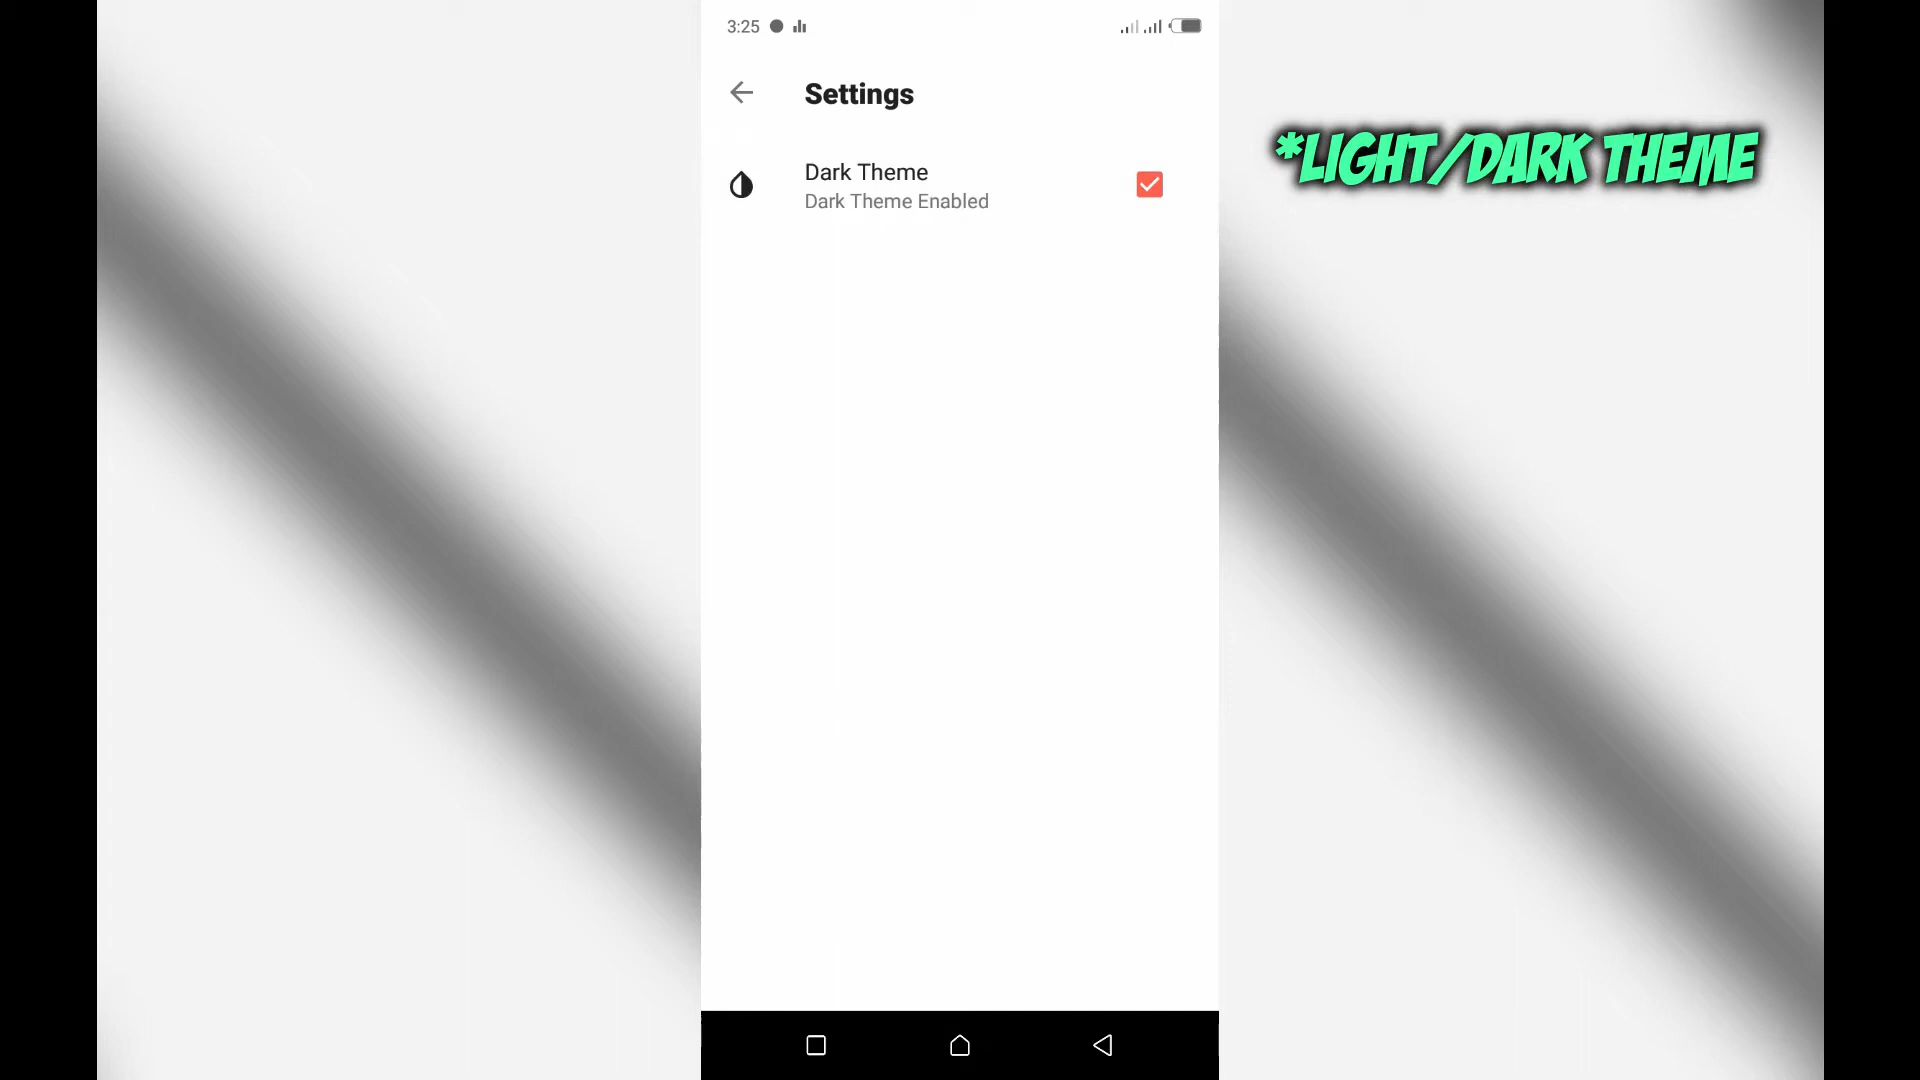 3:25
Settings
*LIGHT/DARK THEME
Dark Theme
Dark Theme Enabled